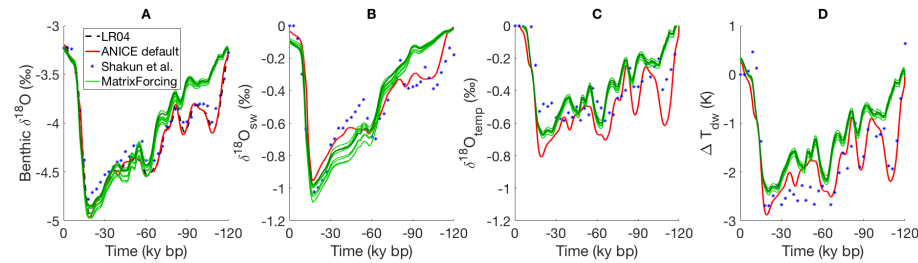 A
B
C
D
LR04
ANICE default
Shakun et al.
MatrixForcing
Benthic δ¹⁸O (‰)
-3
-3.5
-4
-4.5
-5
0
-30
-60
-90
-120
Time (ky bp)
δ¹⁸O_sw (‰)
0
-0.2
-0.4
-0.6
-0.8
-1
-1.2
0
-30
-60
-90
-120
Time (ky bp)
δ¹⁸O_temp (‰)
0
-0.2
-0.4
-0.6
-0.8
-1
-1.2
0
-30
-60
-90
-120
Time (ky bp)
Δ T_dw (K)
1
0
-1
-2
-3
0
-30
-60
-90
-120
Time (ky bp)